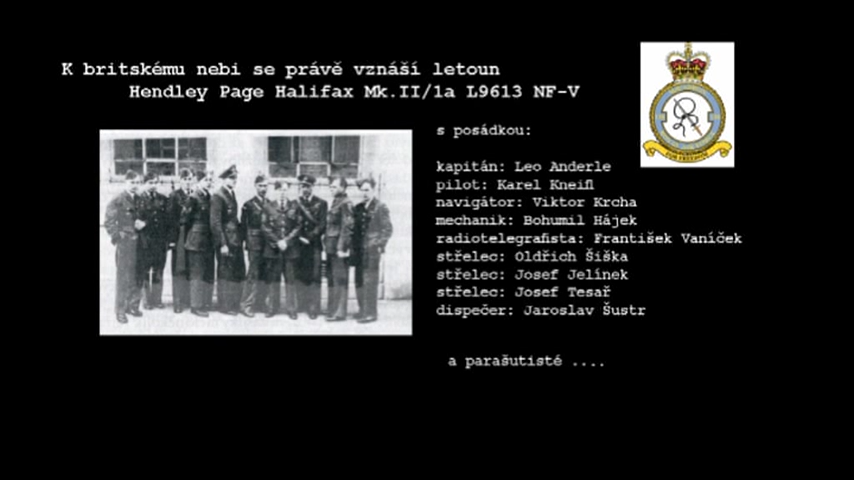 K britskému nebi se právě vznáší letoun
Hendley Page Halifax Mk.II/1a L9613 NF-V
s posádkou:
kapitán: Leo Anderle
pilot: Karel Kneifl
navigátor: Viktor Krcha
mechanik: Bohumil Hájek
radiotelegrafista: František Vaníček
střelec: Oldřich Šiška
střelec: Josef Jelínek
střelec: Josef Tesař
dispečer: Jaroslav Šustr
a parašutisté ....